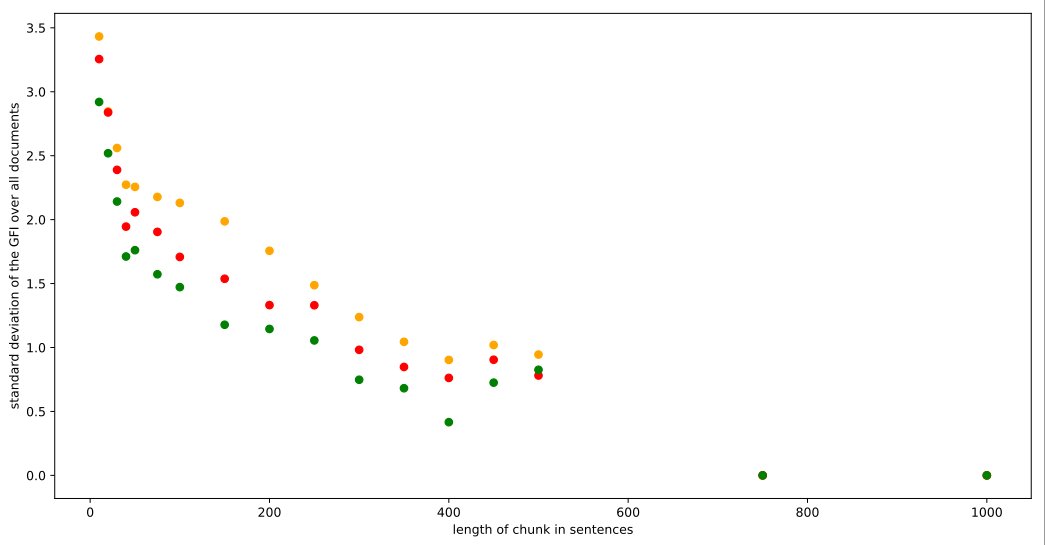 standard deviation of the GFI over all documents
3.5
3.0
2.5
2.0
1.5
1.0
0.5
0.0
0 200 400 600 800 1000
length of chunk in sentences